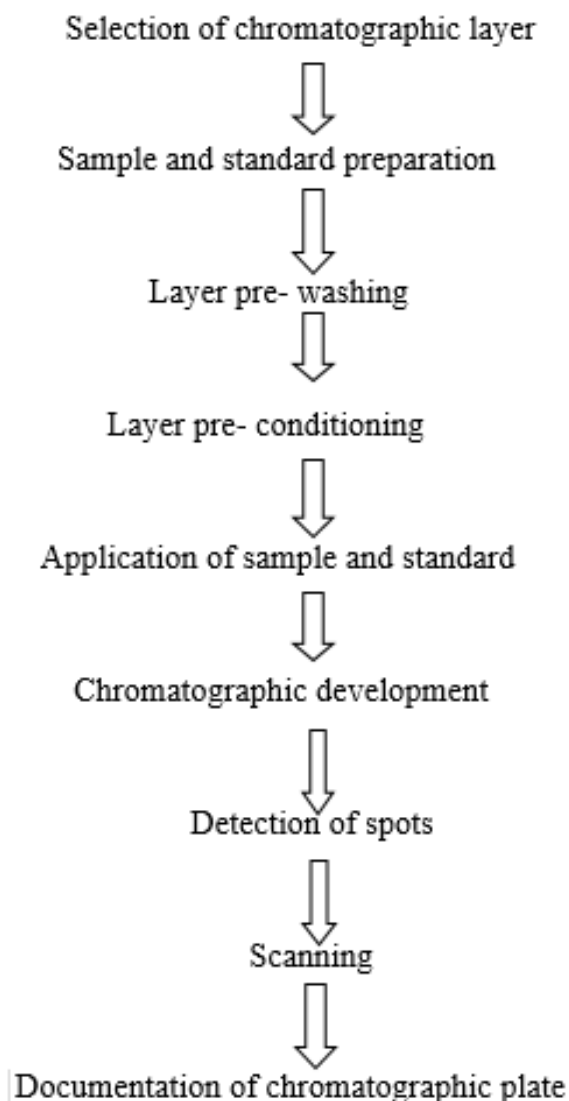 Selection of chromatographic layer
Sample and standard preparation
Layer pre- washing
Layer pre- conditioning
Application of sample and standard
Chromatographic development
Detection of spots
Scanning
Documentation of chromatographic plate